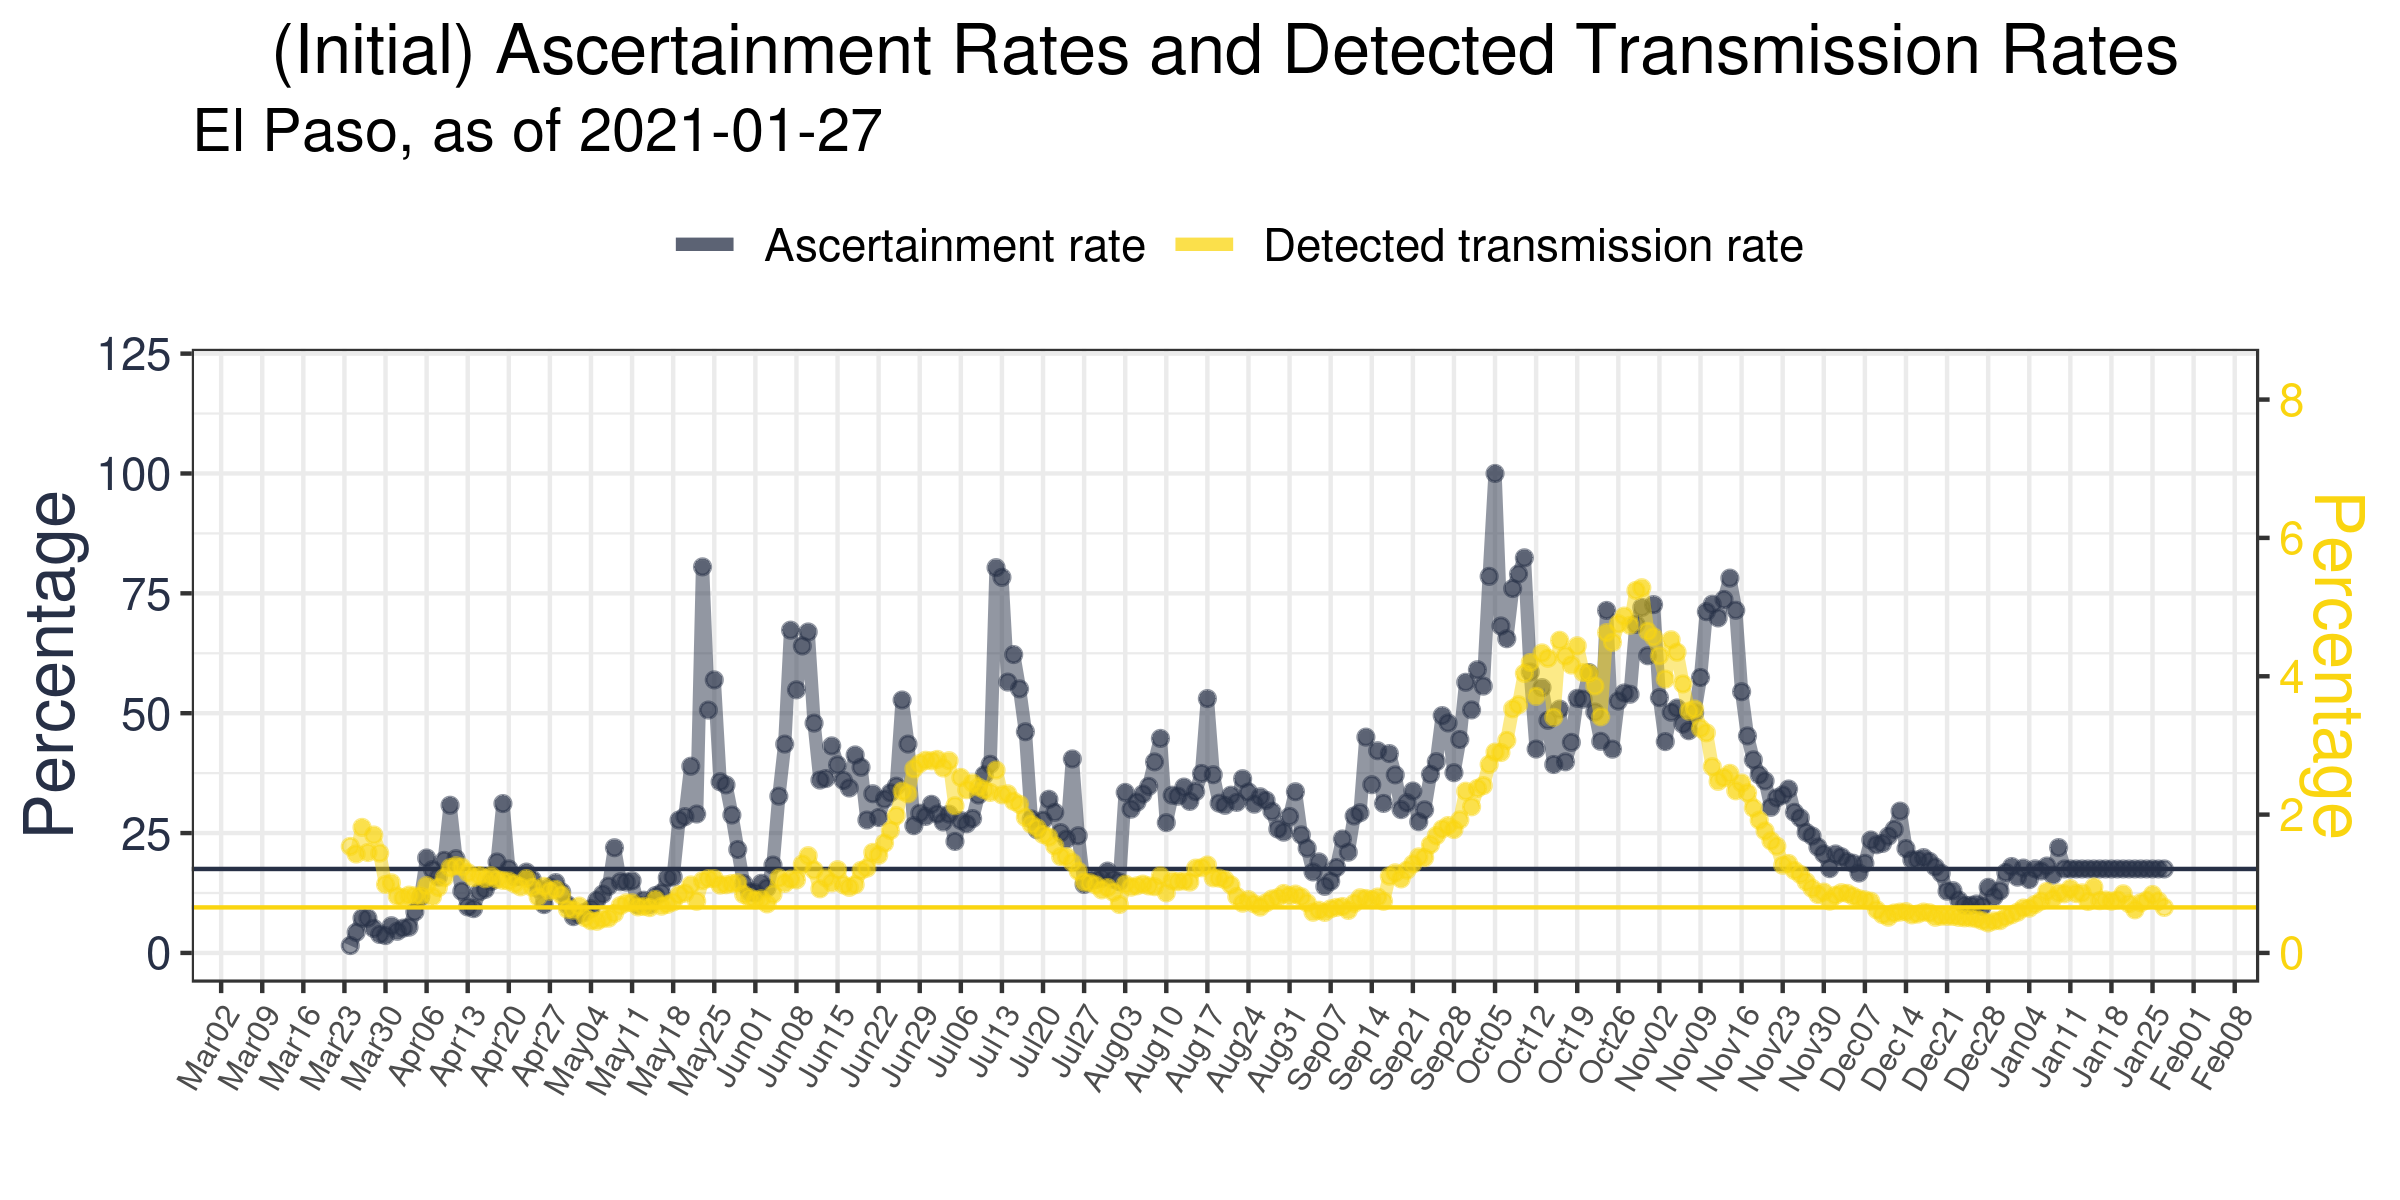 (Initial) Ascertainment Rates and Detected Transmission Rates
El Paso, as of 2021-01-27
Ascertainment rate
Detected transmission rate
Percentage
125
100
75
50
25
0
8
6
4
2
0
Percentage
Mar02
Mar09
Mar16
Mar23
Mar30
Apr06
Apr13
Apr20
Apr27
May04
May11
May18
May25
Jun01
Jun08
Jun15
Jun22
Jun29
Jul06
Jul13
Jul20
Jul27
Aug03
Aug10
Aug17
Aug24
Aug31
Sep07
Sep14
Sep21
Sep28
Oct05
Oct12
Oct19
Oct26
Nov02
Nov09
Nov16
Nov23
Nov30
Dec07
Dec14
Dec21
Dec28
Jan04
Jan11
Jan18
Jan25
Feb01
Feb08